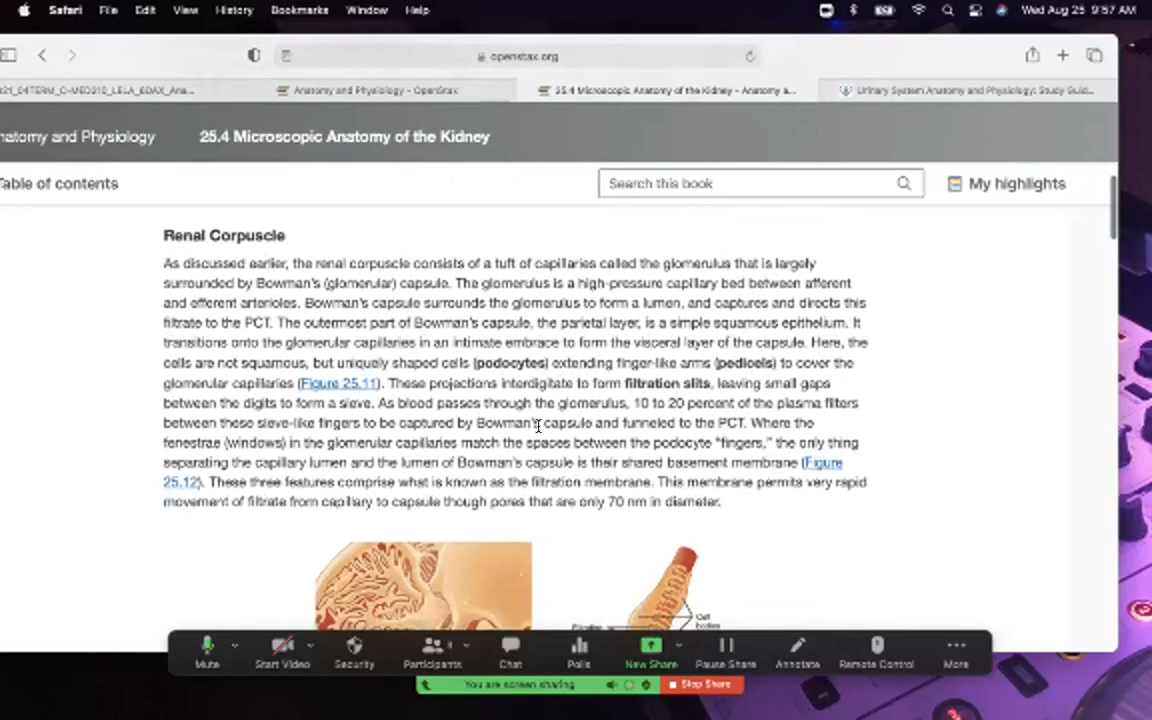 Safari File Edit View History Bookmarks Window Help Wed Aug 25 9:57 AM
openstax.org
Anatomy and Physiology - OpenStax 25.4 Microscopic Anatomy of the Kidney - Anatomy a... Urinary System Anatomy and Physiology: Study Guid...
natomy and Physiology 25.4 Microscopic Anatomy of the Kidney
Table of contents Search this book My highlights
Renal Corpuscle
As discussed earlier, the renal corpuscle consists of a tuft of capillaries called the glomerulus that is largely
surrounded by Bowman's (glomerular) capsule. The glomerulus is a high-pressure capillary bed between afferent
and efferent arterioles. Bowman's capsule surrounds the glomerulus to form a lumen, and captures and directs this
filtrate to the PCT. The outermost part of Bowman's capsule, the parietal layer, is a simple squamous epithelium. It
transitions onto the glomerular capillaries in an intimate embrace to form the visceral layer of the capsule. Here, the
cells are not squamous, but uniquely shaped cells (podocytes) extending finger-like arms (pedicels) to cover the
glomerular capillaries (Figure 25.11). These projections interdigitate to form filtration slits, leaving small gaps
between the digits to form a sieve. As blood passes through the glomerulus, 10 to 20 percent of the plasma filters
between these sieve-like fingers to be captured by Bowman's capsule and funneled to the PCT. Where the
fenestrae (windows) in the glomerular capillaries match the spaces between the podocyte "fingers," the only thing
separating the capillary lumen and the lumen of Bowman's capsule is their shared basement membrane (Figure
25.12). These three features comprise what is known as the filtration membrane. This membrane permits very rapid
movement of filtrate from capillary to capsule though pores that are only 70 nm in diameter.
Cell
bodies
Mute Start Video Security Participants Chat Polls New Share Pause Share Annotate Remote Control More
You are screen sharing Stop Share